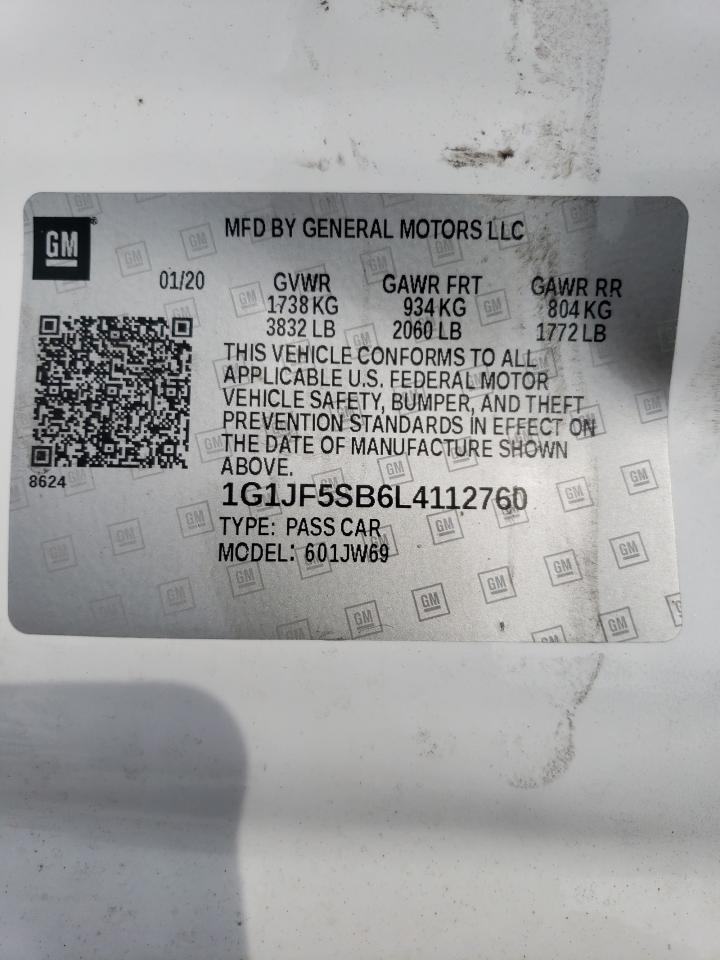 GM
MFD BY GENERAL MOTORS LLC
01/20 GVWR GAWR FRT GAWR RR
1738 KG 934 KG 804 KG
3832 LB 2060 LB 1772 LB
THIS VEHICLE CONFORMS TO ALL
APPLICABLE U.S. FEDERAL MOTOR
VEHICLE SAFETY, BUMPER, AND THEFT
PREVENTION STANDARDS IN EFFECT ON
THE DATE OF MANUFACTURE SHOWN
ABOVE.
8624
1G1JF5SB6L4112760
TYPE: PASS CAR
MODEL: 601JW69